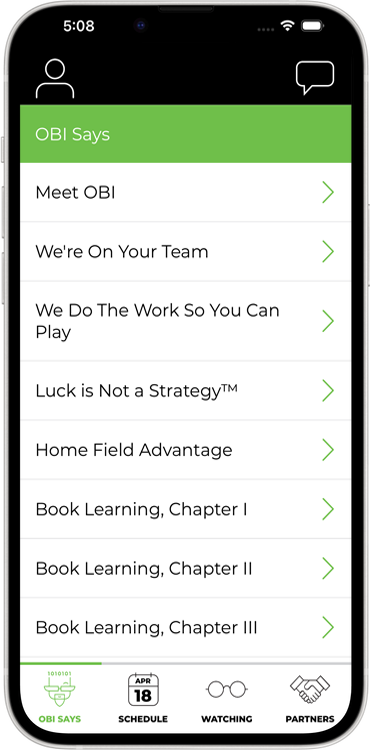 5:08
OBI Says
Meet OBI
We're On Your Team
We Do The Work So You Can
Play
Luck is Not a Strategy™
Home Field Advantage
Book Learning, Chapter I
Book Learning, Chapter II
Book Learning, Chapter III
1010101
APR
18
OBI SAYS
SCHEDULE
WATCHING
PARTNERS